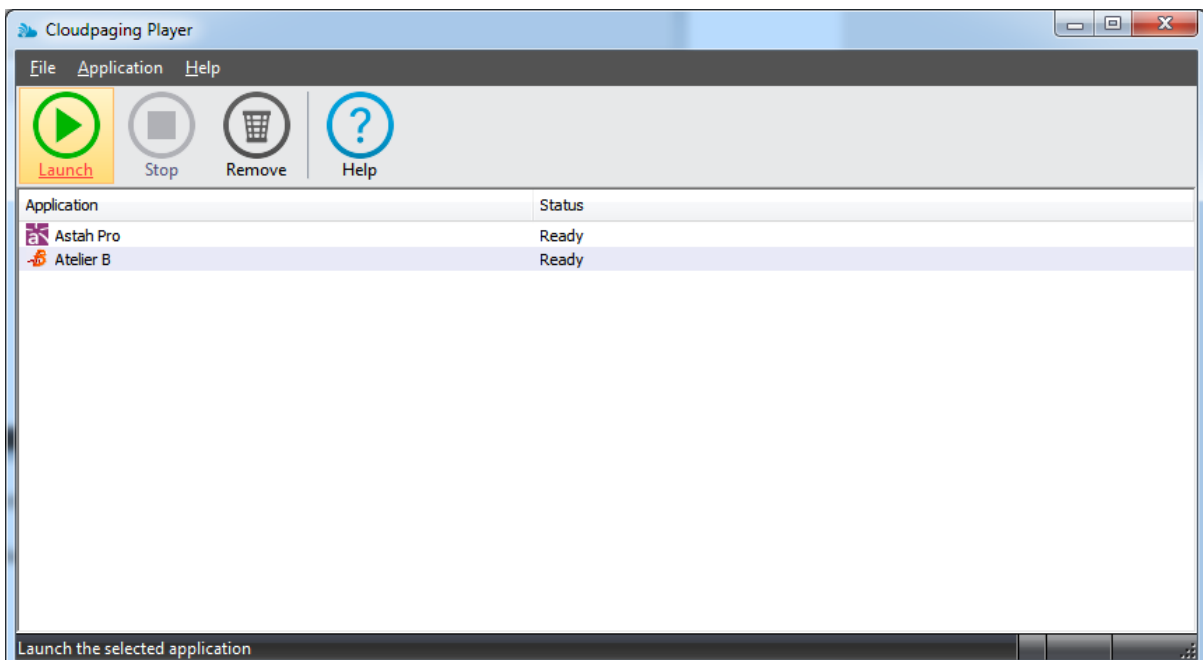 Cloudpaging Player
File Application Help
Launch Stop Remove Help
Application Status
Astah Pro Ready
Atelier B Ready
Launch the selected application